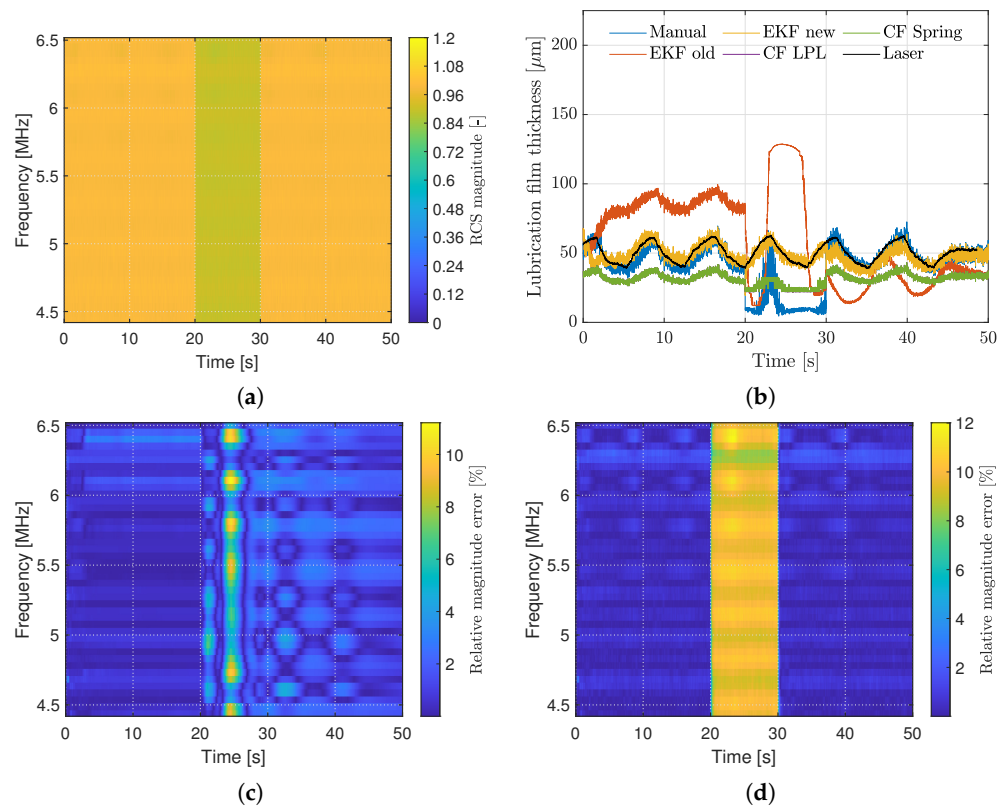 6.5
6
5.5
5
4.5
Frequency [MHz]
0 10 20 30 40 50
Time [s]
1.2
1.08
0.96
0.84
0.72
0.6
0.48
0.36
0.24
0.12
0
RCS magnitude [-]
(a)
Manual EKF new CF Spring
EKF old CF LPL Laser
200
150
100
50
0
Lubrication film thickness [μm]
0 10 20 30 40 50
Time [s]
(b)
6.5
6
5.5
5
4.5
Frequency [MHz]
0 10 20 30 40 50
Time [s]
10
8
6
4
2
Relative magnitude error [%]
(c)
6.5
6
5.5
5
4.5
Frequency [MHz]
0 10 20 30 40 50
Time [s]
12
10
8
6
4
2
Relative magnitude error [%]
(d)